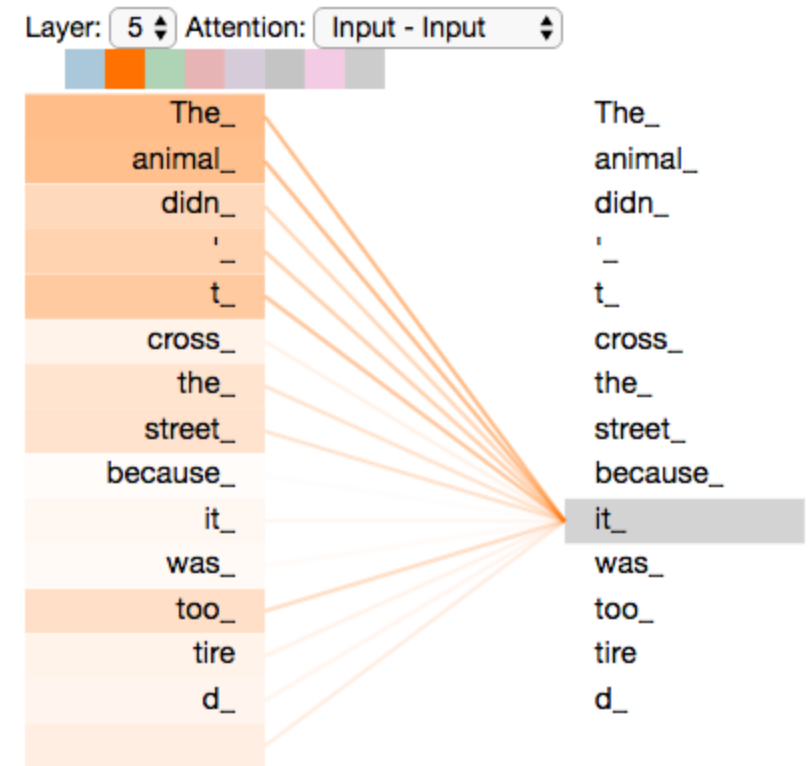 Layer: 5 Attention: Input - Input
The_ The_
animal_ animal_
didn_ didn_
'_ '_
t_ t_
cross_ cross_
the_ the_
street_ street_
because_ because_
it_ it_
was_ was_
too_ too_
tire tire
d_ d_